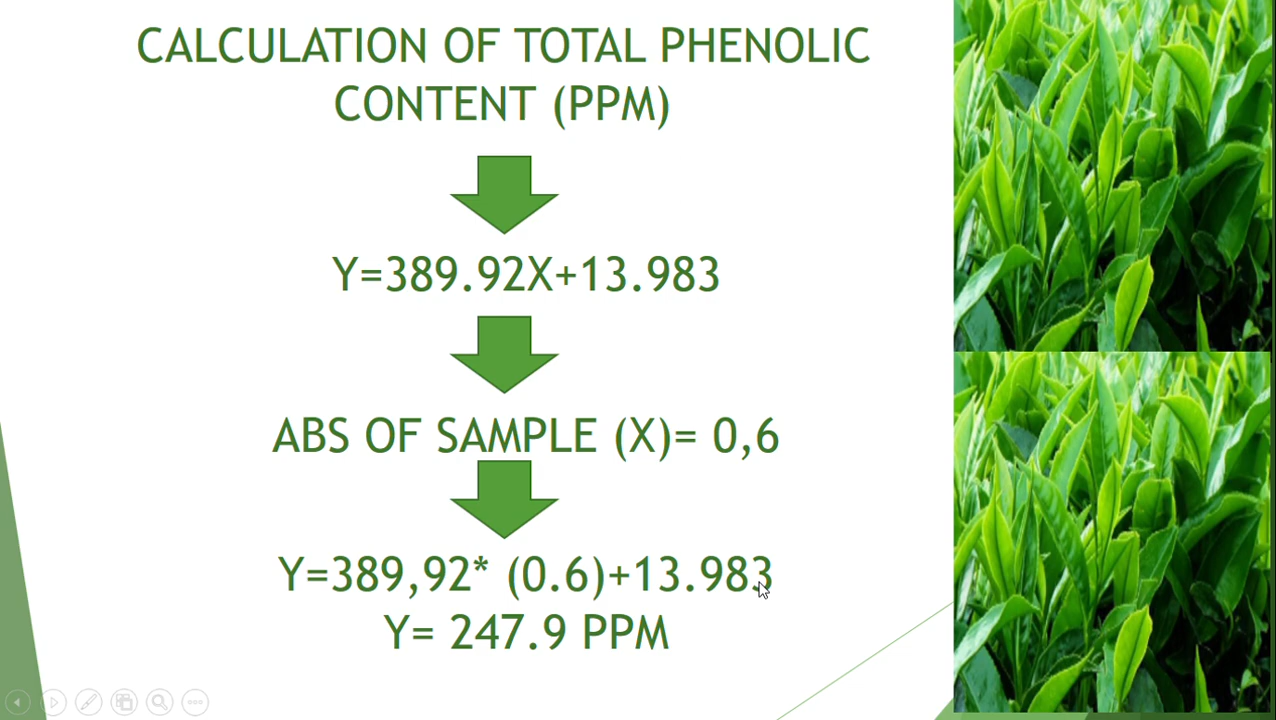 CALCULATION OF TOTAL PHENOLIC
CONTENT (PPM)
Y=389.92X+13.983
ABS OF SAMPLE (X)= 0,6
Y=389,92* (0.6)+13.983
Y= 247.9 PPM